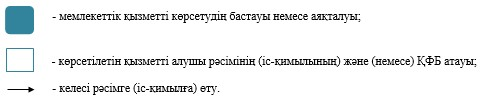 - мемлекеттік қызметті көрсетудің бастауы немесе аяқталуы;
- көрсетілетін қызметті алушы рәсімінің (іс-қимылының) және (немесе) ҚФБ атауы;
- келесі рәсімге (іс-қимылға) өту.